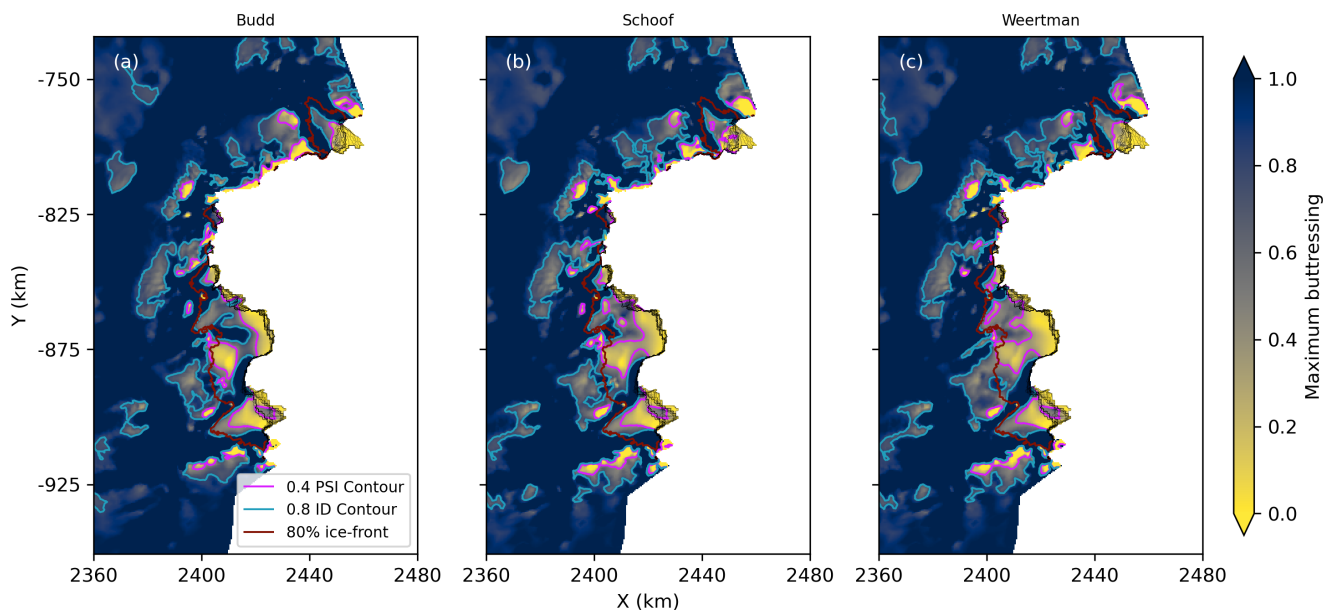 Budd
Schoof
Weertman
(a)
(b)
(c)
-750
-825
-875
-925
Y (km)
0.4 PSI Contour
0.8 ID Contour
80% ice-front
2360
2400
2440
2480
2360
2400
2440
2480
2360
2400
2440
2480
X (km)
1.0
0.8
0.6
0.4
0.2
0.0
Maximum buttressing